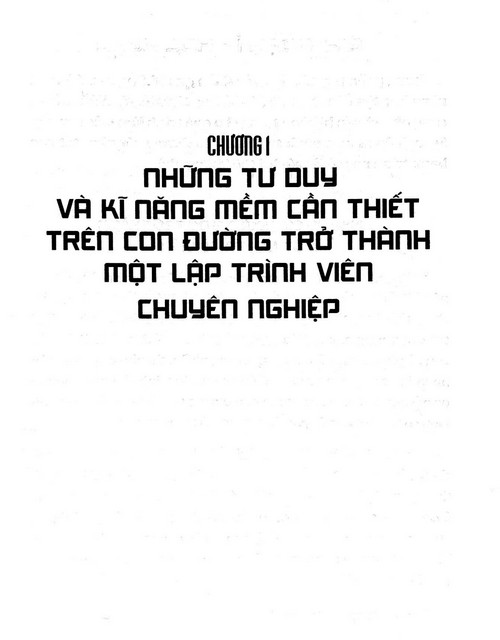 CHƯƠNG I
NHỮNG TƯ DUY
VÀ KĨ NĂNG MỀM CẦN THIẾT
TRÊN CON ĐƯỜNG TRỞ THÀNH
MỘT LẬP TRÌNH VIÊN
CHUYÊN NGHIỆP